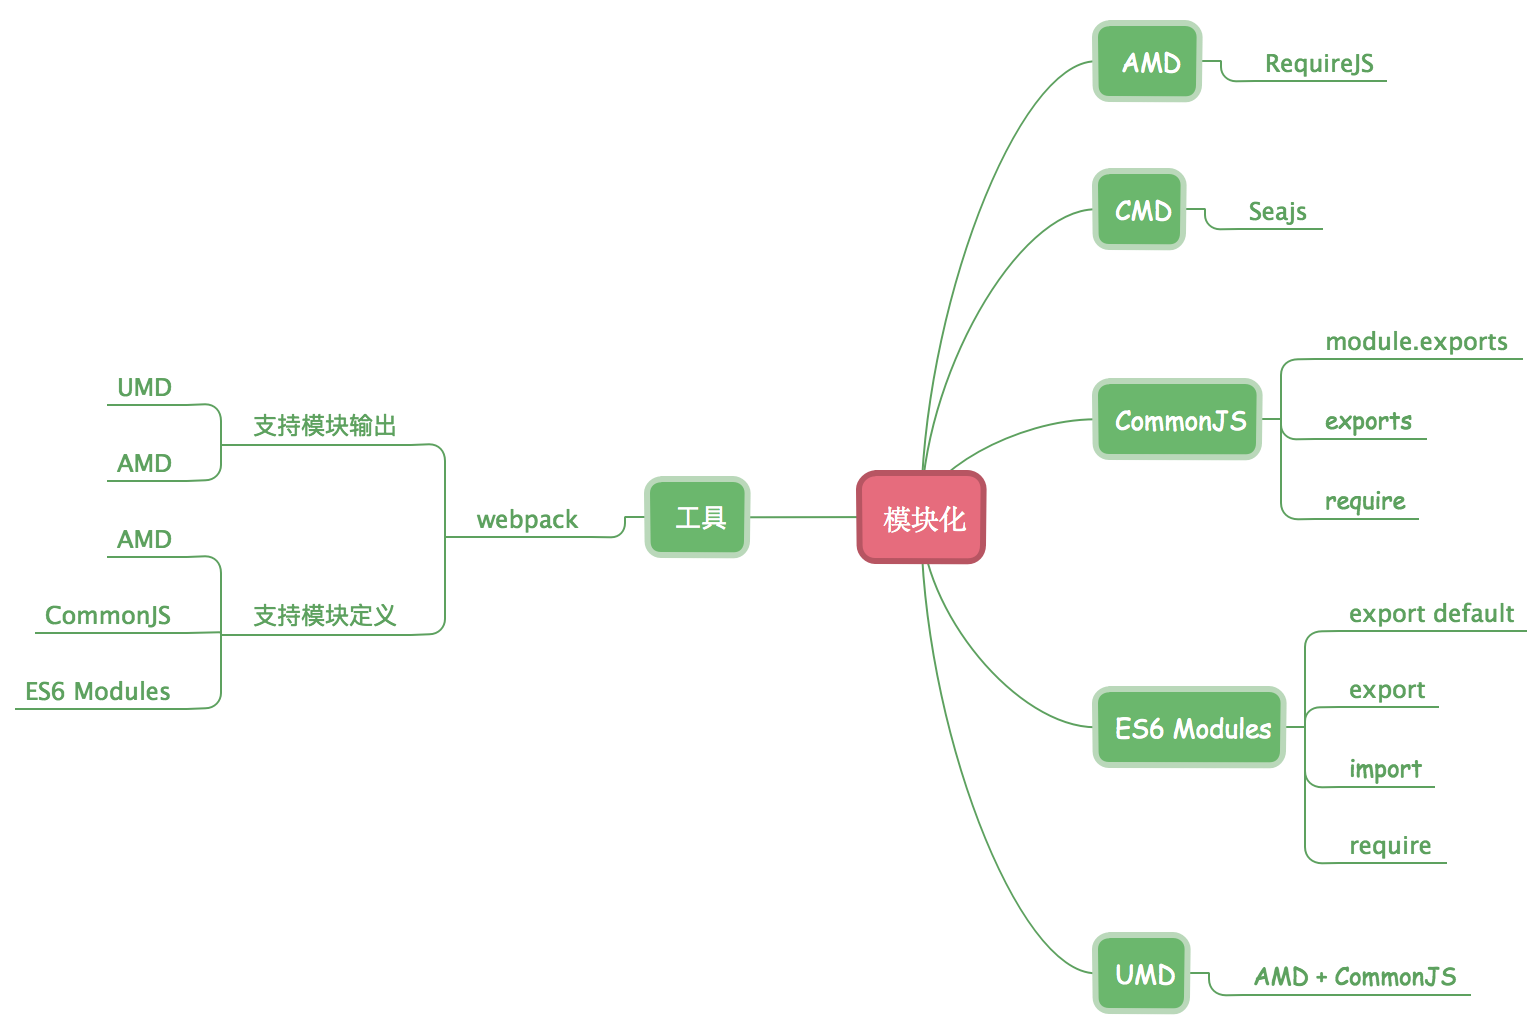 模块化
AMD
RequireJS
CMD
Seajs
CommonJS
module.exports
exports
require
ES6 Modules
export default
export
import
require
UMD
AMD + CommonJS
工具
webpack
支持模块输出
UMD
AMD
支持模块定义
AMD
CommonJS
ES6 Modules